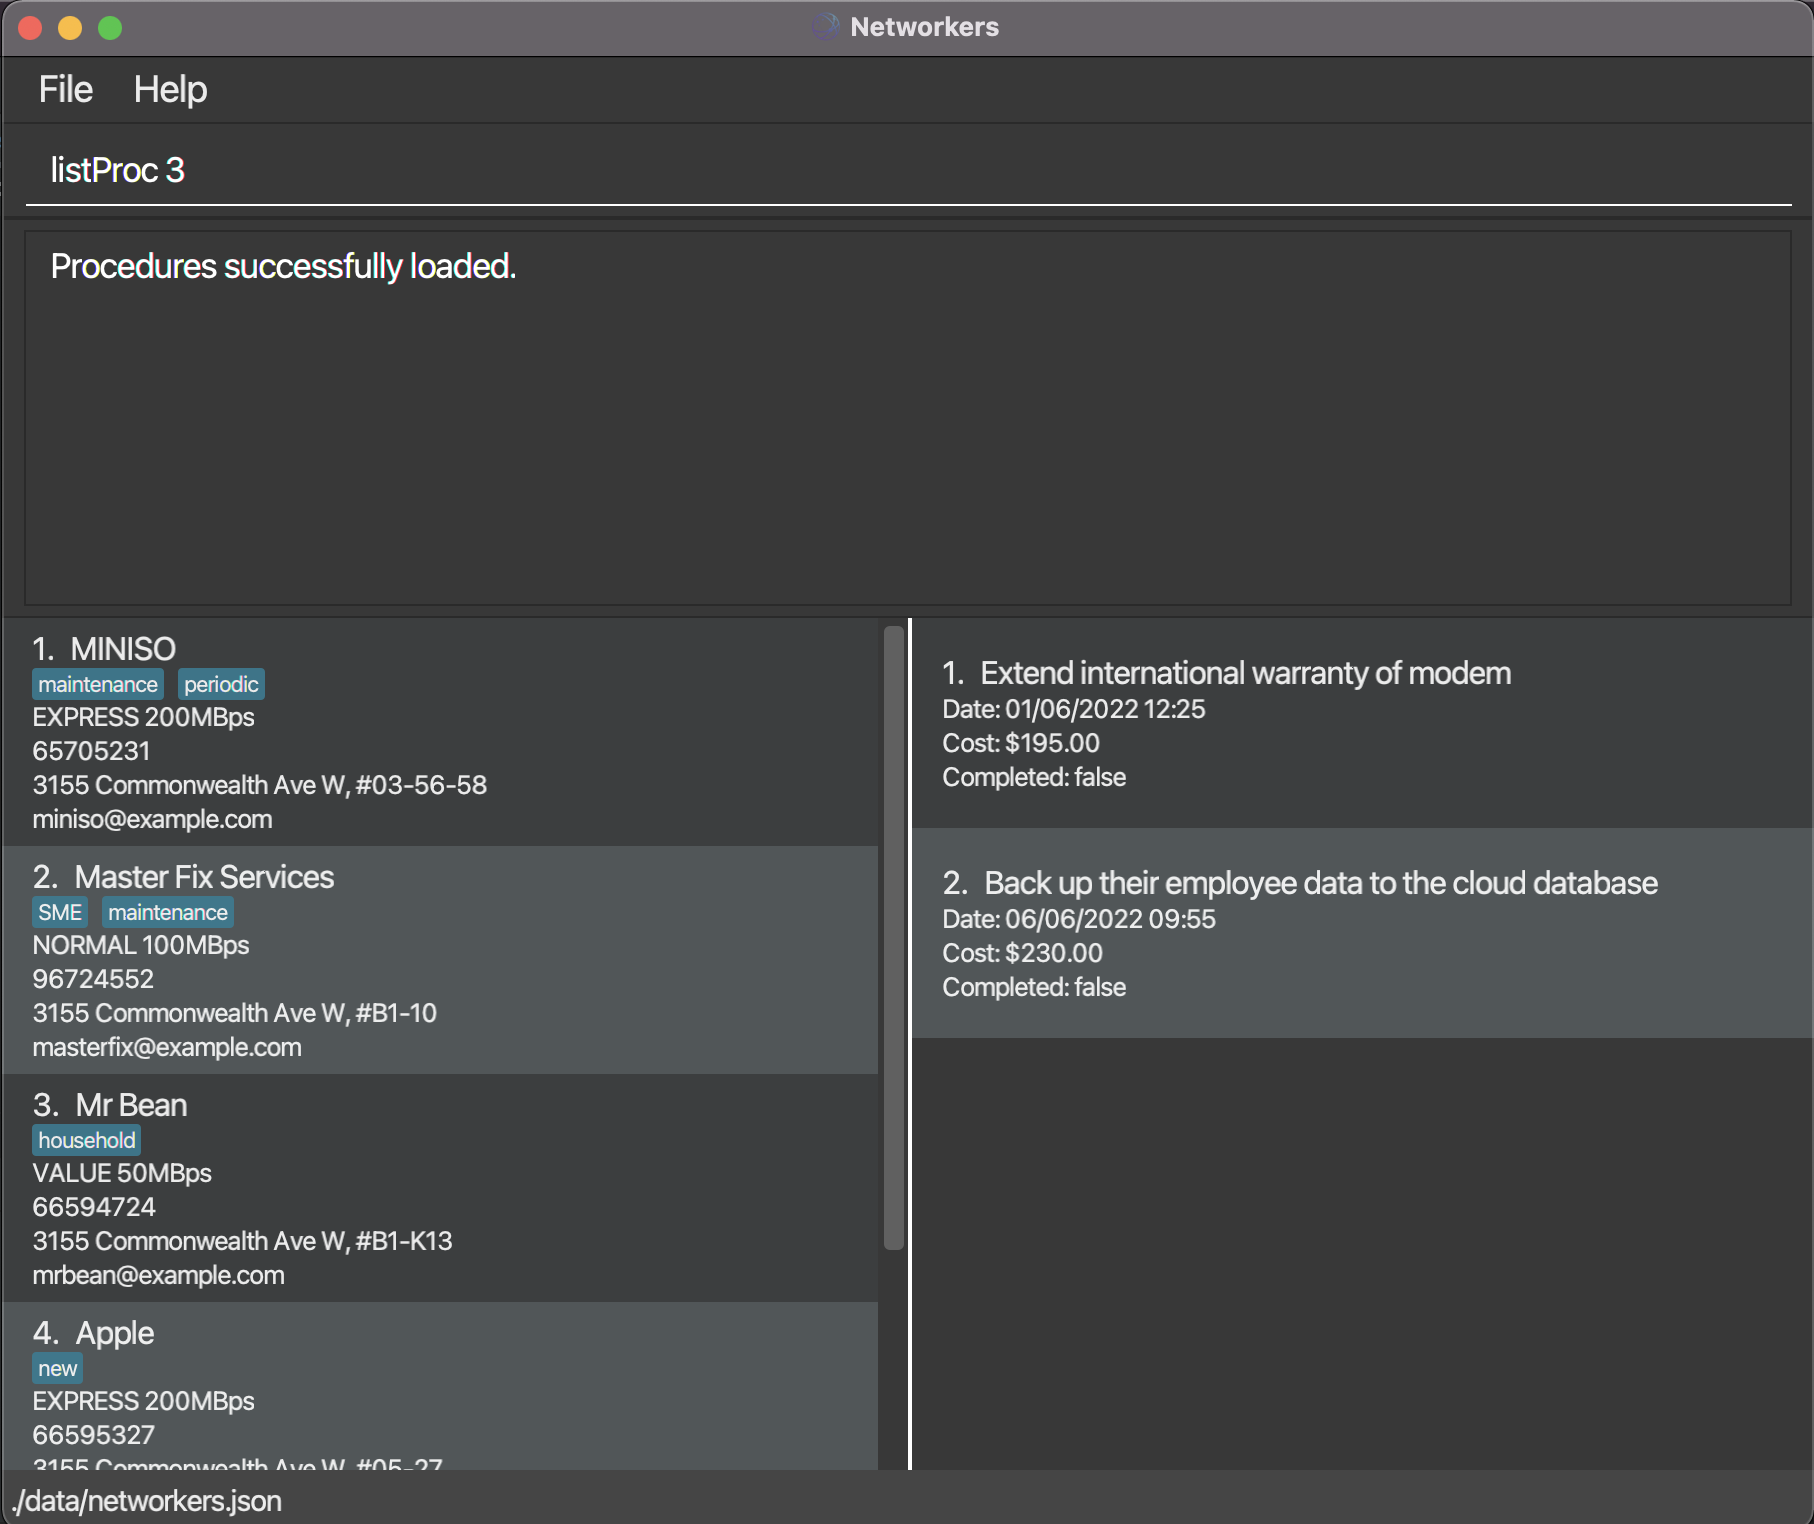 Networkers
File Help
listProc 3
Procedures successfully loaded.
1. MINISO
maintenance periodic
EXPRESS 200MBps
65705231
3155 Commonwealth Ave W, #03-56-58
miniso@example.com
2. Master Fix Services
SME maintenance
NORMAL 100MBps
96724552
3155 Commonwealth Ave W, #B1-10
masterfix@example.com
3. Mr Bean
household
VALUE 50MBps
66594724
3155 Commonwealth Ave W, #B1-K13
mrbean@example.com
4. Apple
new
EXPRESS 200MBps
66595327
3155 Commonwealth Ave W, #05-27
1. Extend international warranty of modem
Date: 01/06/2022 12:25
Cost: $195.00
Completed: false
2. Back up their employee data to the cloud database
Date: 06/06/2022 09:55
Cost: $230.00
Completed: false
./data/networkers.json